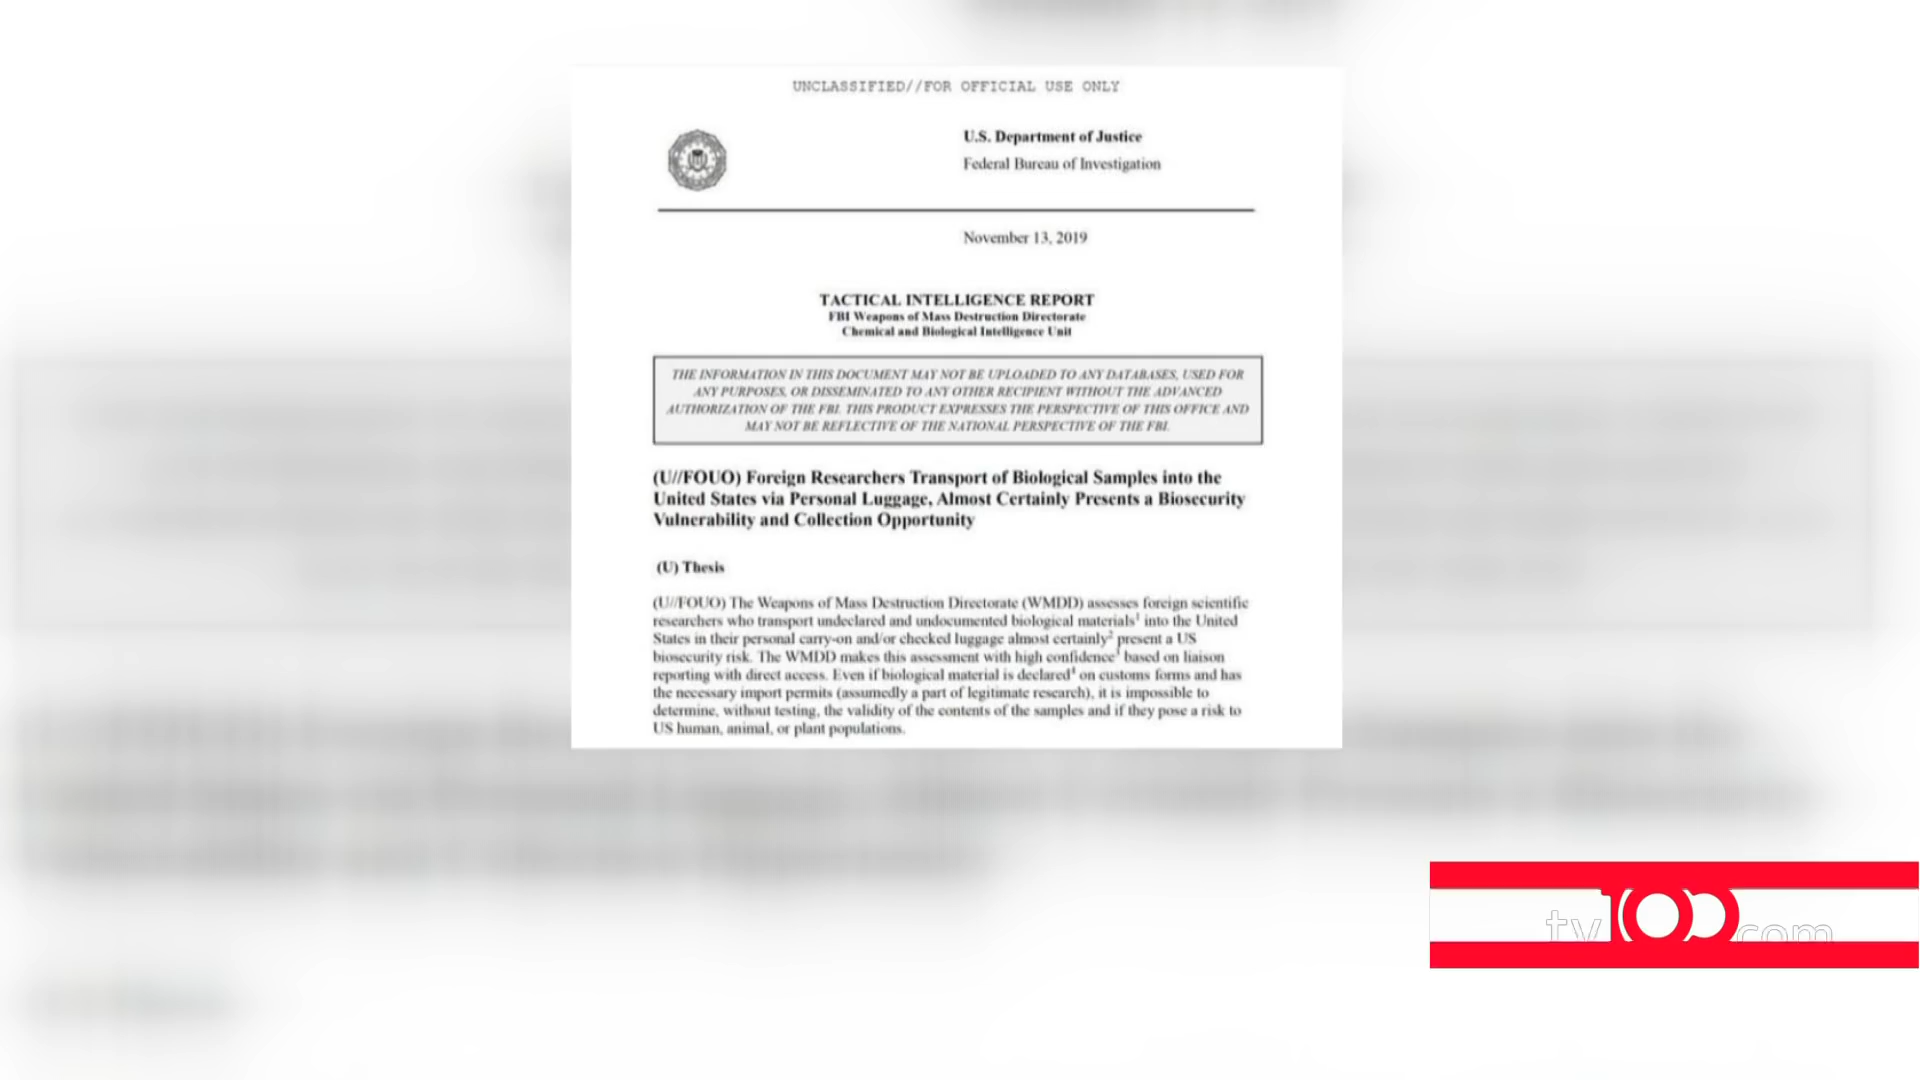 UNCLASSIFIED//FOR OFFICIAL USE ONLY
U.S. Department of Justice
Federal Bureau of Investigation
November 13, 2019
TACTICAL INTELLIGENCE REPORT
FBI Weapons of Mass Destruction Directorate
Chemical and Biological Intelligence Unit
THE INFORMATION IN THIS DOCUMENT MAY NOT BE UPLOADED TO ANY DATABASES, USED FOR
ANY PURPOSES, OR DISSEMINATED TO ANY OTHER RECIPIENT WITHOUT THE ADVANCED
AUTHORIZATION OF THE FBI. THIS PRODUCT EXPRESSES THE PERSPECTIVE OF THIS OFFICE AND
MAY NOT BE REFLECTIVE OF THE NATIONAL PERSPECTIVE OF THE FBI.
(U//FOUO) Foreign Researchers Transport of Biological Samples into the
United States via Personal Luggage, Almost Certainly Presents a Biosecurity
Vulnerability and Collection Opportunity
(U) Thesis
(U//FOUO) The Weapons of Mass Destruction Directorate (WMDD) assesses foreign scientific
researchers who transport undeclared and undocumented biological materials¹ into the United
States in their personal carry-on and/or checked luggage almost certainly² present a US
biosecurity risk. The WMDD makes this assessment with high confidence³ based on liaison
reporting with direct access. Even if biological material is declared⁴ on customs forms and has
the necessary import permits (assumedly a part of legitimate research), it is impossible to
determine, without testing, the validity of the contents of the samples and if they pose a risk to
US human, animal, or plant populations.
tv100.com